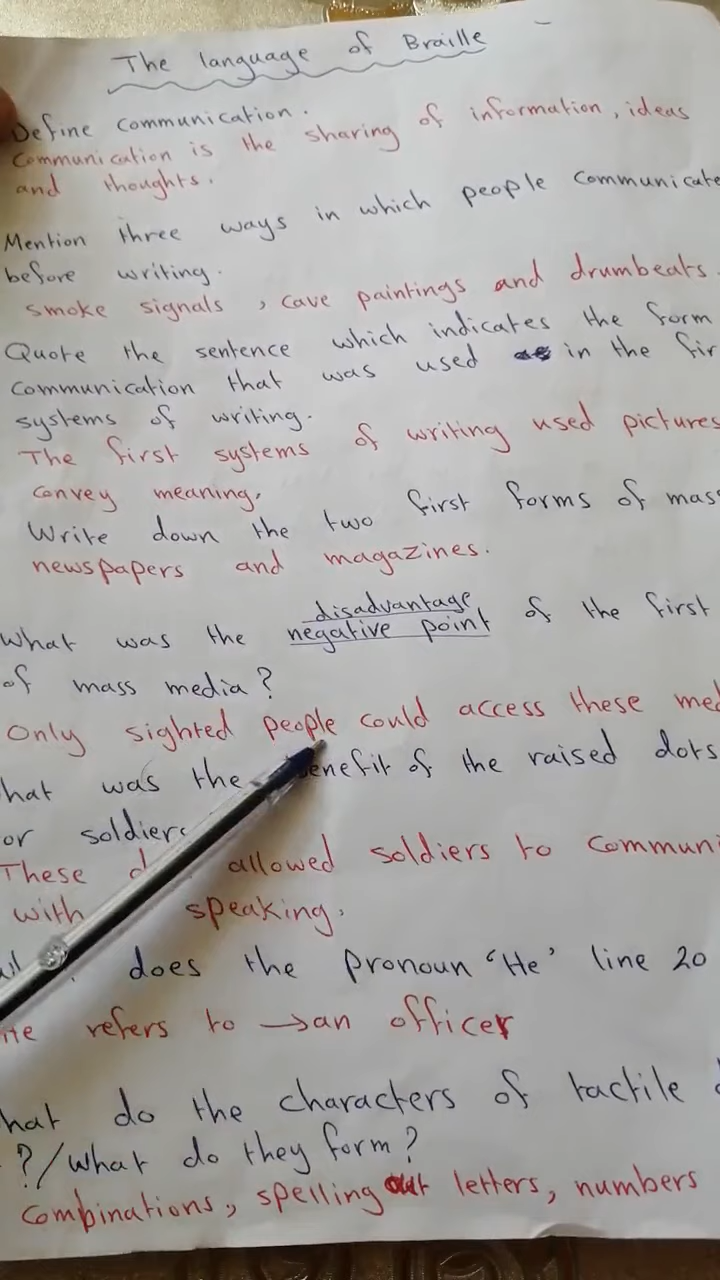 The language of Braille
Define communication.
Communication is the sharing of information, ideas
and thoughts.
Mention three ways in which people communicate
before writing.
smoke signals, cave paintings and drumbeats.
Quote the sentence which indicates the form
communication that was used in the fir
systems of writing.
The first systems of writing used pictures
convey meaning.
Write down the two first forms of mass
newspapers and magazines.
disadvantage
What was the negative point of the first
of mass media?
Only sighted people could access these med
hat was the benefit of the raised dots
or soldiers
These d allowed soldiers to communi
with speaking.
does the pronoun 'He' line 20
He refers to → an officer
hat do the characters of tactile
?/What do they form?
Combinations, spelling out letters, numbers